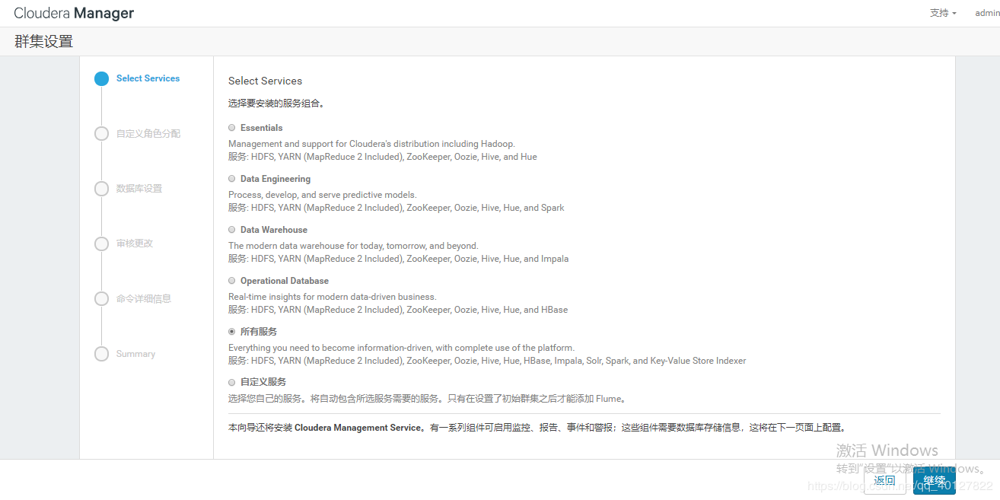 Cloudera Manager
支持
admin
群集设置
Select Services
自定义角色分配
数据库设置
审核更改
命令详细信息
Summary
Select Services
选择要安装的服务组合。
Essentials
Management and support for Cloudera's distribution including Hadoop.
服务: HDFS, YARN (MapReduce 2 Included), ZooKeeper, Oozie, Hive, and Hue
Data Engineering
Process, develop, and serve predictive models.
服务: HDFS, YARN (MapReduce 2 Included), ZooKeeper, Oozie, Hive, Hue, and Spark
Data Warehouse
The modern data warehouse for today, tomorrow, and beyond.
服务: HDFS, YARN (MapReduce 2 Included), ZooKeeper, Oozie, Hive, Hue, and Impala
Operational Database
Real-time insights for modern data-driven business.
服务: HDFS, YARN (MapReduce 2 Included), ZooKeeper, Oozie, Hive, Hue, and HBase
所有服务
Everything you need to become information-driven, with complete use of the platform.
服务: HDFS, YARN (MapReduce 2 Included), ZooKeeper, Oozie, Hive, Hue, HBase, Impala, Solr, Spark, and Key-Value Store Indexer
自定义服务
选择您自己的服务。将自动包含所选服务需要的服务。只有在设置了初始群集之后才能添加 Flume。
本向导还将安装 Cloudera Management Service。有一系列组件可启用监控、报告、事件和警报；这些组件需要数据库存储信息，这将在下一页面上配置。
激活 Windows
转到"设置"以激活 Windows。
返回
继续
https://blog.csdn.net/qq_40127822